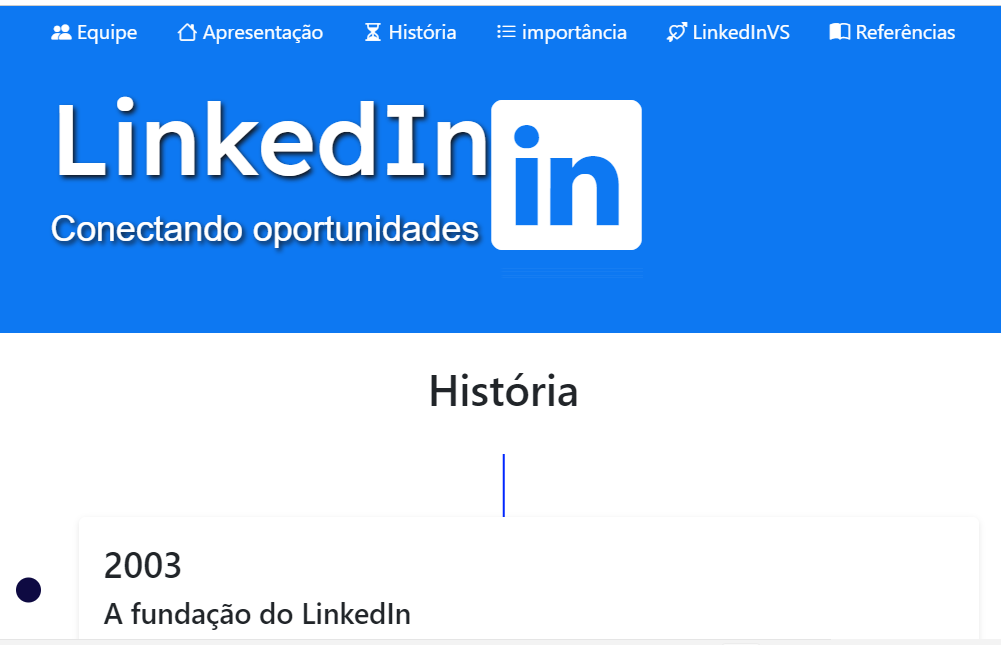 Equipe Apresentação História importância LinkedInVS Referências
LinkedIn
in
Conectando oportunidades
História
2003
A fundação do LinkedIn